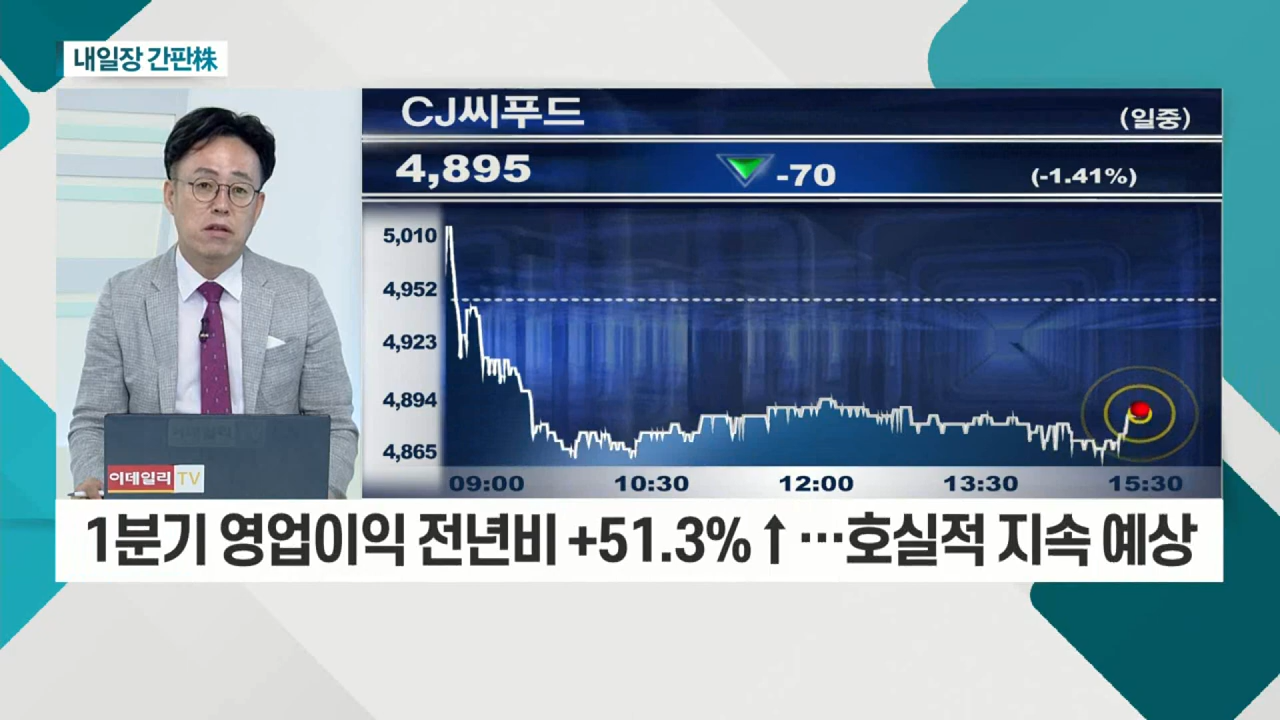 내일장 간판株
CJ씨푸드
(일중)
4,895 -70 (-1.41%)
5,010
4,952
4,923
4,894
4,865
09:00 10:30 12:00 13:30 15:30
이데일리 TV
1분기 영업이익 전년비 +51.3%↑…호실적 지속 예상